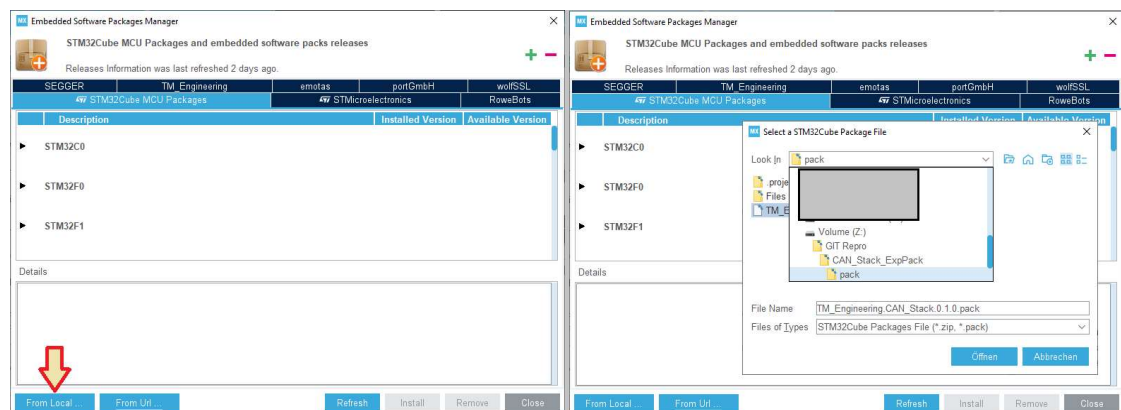 MX Embedded Software Packages Manager
STM32Cube MCU Packages and embedded software packs releases
Releases Information was last refreshed 2 days ago.
SEGGER TM_Engineering emotas portGmbH wolfSSL
STM32Cube MCU Packages STMicroelectronics RoweBots
Description Installed Version Available Version
STM32C0
STM32F0
STM32F1
Details
From Local ... From Url ... Refresh Install Remove Close
MX Embedded Software Packages Manager
STM32Cube MCU Packages and embedded software packs releases
Releases Information was last refreshed 2 days ago.
SEGGER TM_Engineering emotas portGmbH wolfSSL
STM32Cube MCU Packages STMicroelectronics RoweBots
Description Installed Version Available Version
STM32C0
STM32F0
STM32F1
Details
From Local ... From Url ... Refresh Install Remove Close
MX Select a STM32Cube Package File
Look In pack
.proje
Files
TM_E
Volume (Z:)
GIT Repro
CAN_Stack_ExpPack
pack
File Name TM_Engineering.CAN_Stack.0.1.0.pack
Files of Types STM32Cube Packages File (*.zip, *.pack)
Öffnen Abbrechen